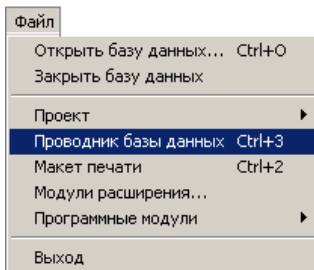 Файл
Открыть базу данных... Ctrl+O
Закрыть базу данных
Проект
Проводник базы данных Ctrl+3
Макет печати Ctrl+2
Модули расширения...
Программные модули
Выход